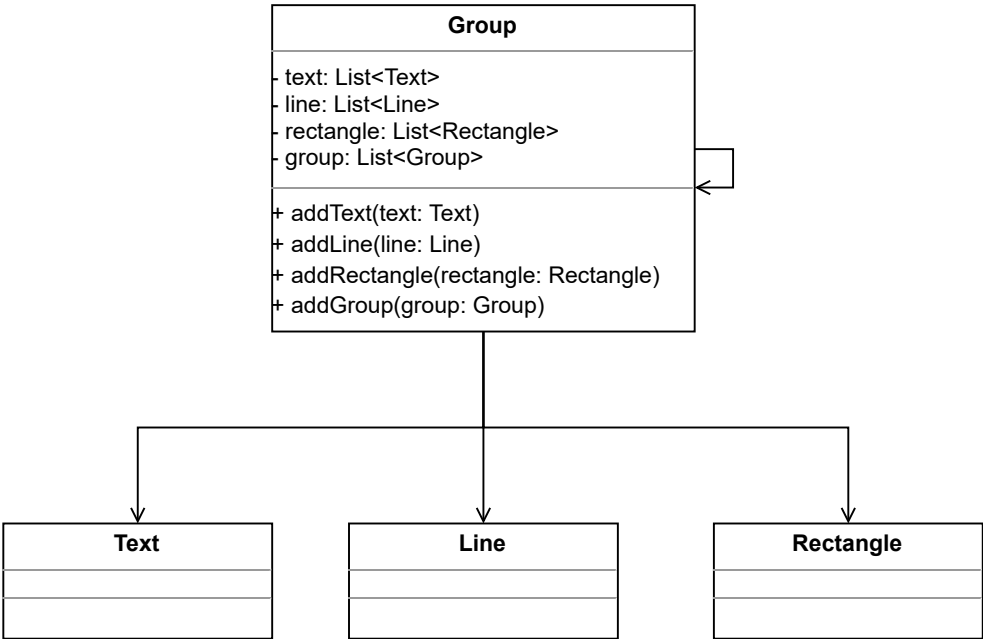 Group
- text: List<Text>
- line: List<Line>
- rectangle: List<Rectangle>
- group: List<Group>
+ addText(text: Text)
+ addLine(line: Line)
+ addRectangle(rectangle: Rectangle)
+ addGroup(group: Group)
Text
Line
Rectangle